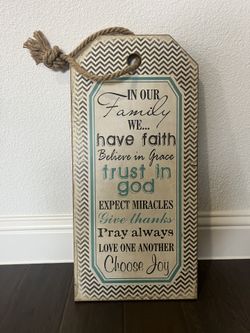 IN OUR
Family
WE...
have faith
Believe in Grace
trust in
god
EXPECT MIRACLES
Give thanks
Pray always
LOVE ONE ANOTHER
Choose Joy